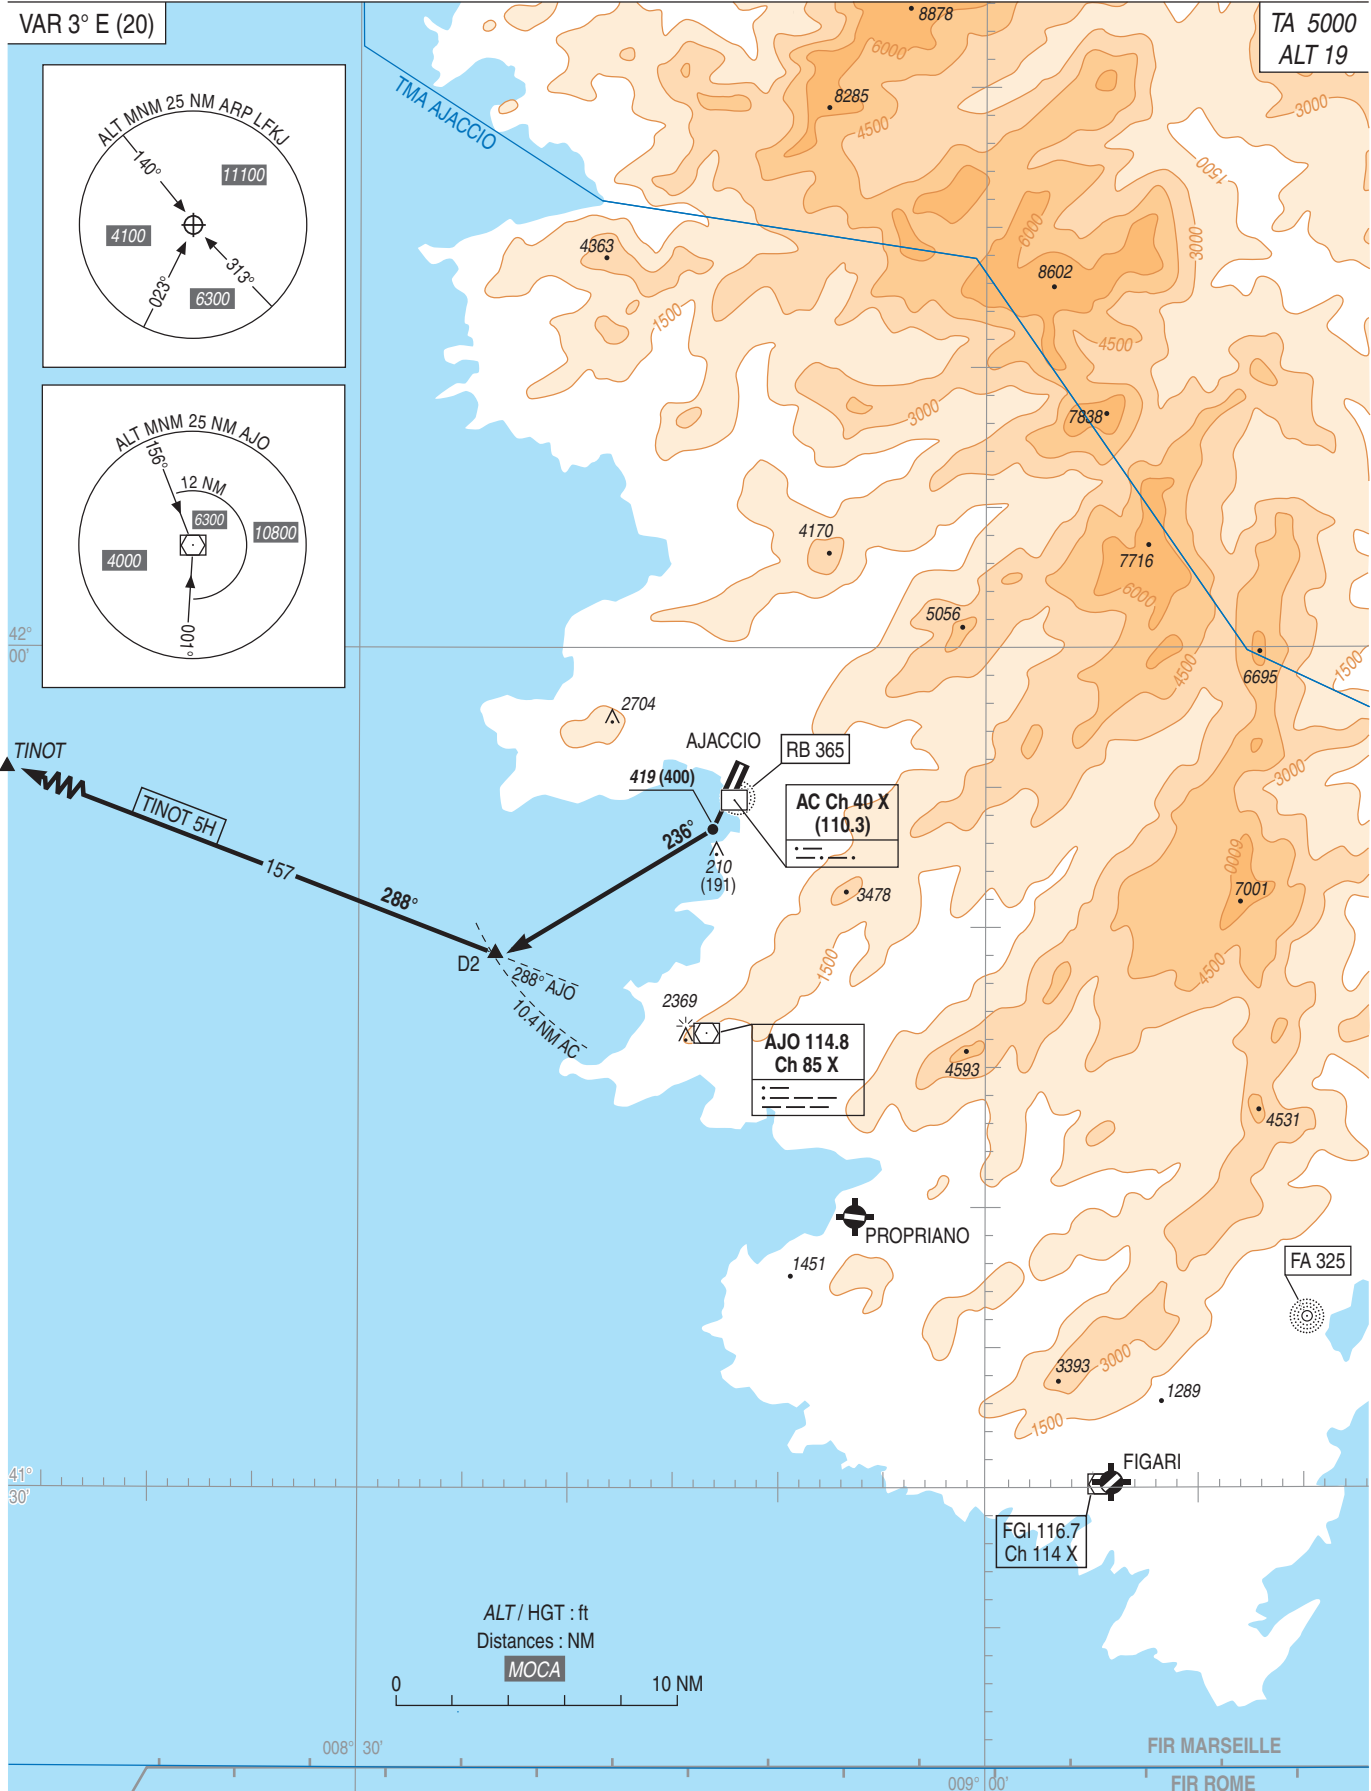 VAR 3° E (20)
TA 5000
ALT 19
ALT MNM 25 NM ARP LFKJ
140°
11100
4100
023°
313°
6300
ALT MNM 25 NM AJO
156°
12 NM
6300
10800
4000
001°
TMA AJACCIO
8878
6000
8285
4500
3000
1500
4363
1500
6000
3000
8602
4500
3000
7838
4170
7716
6000
5056
4500
6695
1500
42°
00'
2704
AJACCIO
RB 365
419 (400)
AC Ch 40 X
(110.3)
236°
210
(191)
TINOT
TINOT 5H
157
288°
D2
288° AJO
10.4 NM AC
3000
6000
7001
3478
1500
4500
2369
AJO 114.8
Ch 85 X
4593
4531
PROPRIANO
1451
FA 325
3393
3000
1289
1500
41°
30'
FIGARI
FGI 116.7
Ch 114 X
ALT / HGT : ft
Distances : NM
MOCA
0
10 NM
008° 30'
009° 00'
FIR MARSEILLE
FIR ROME